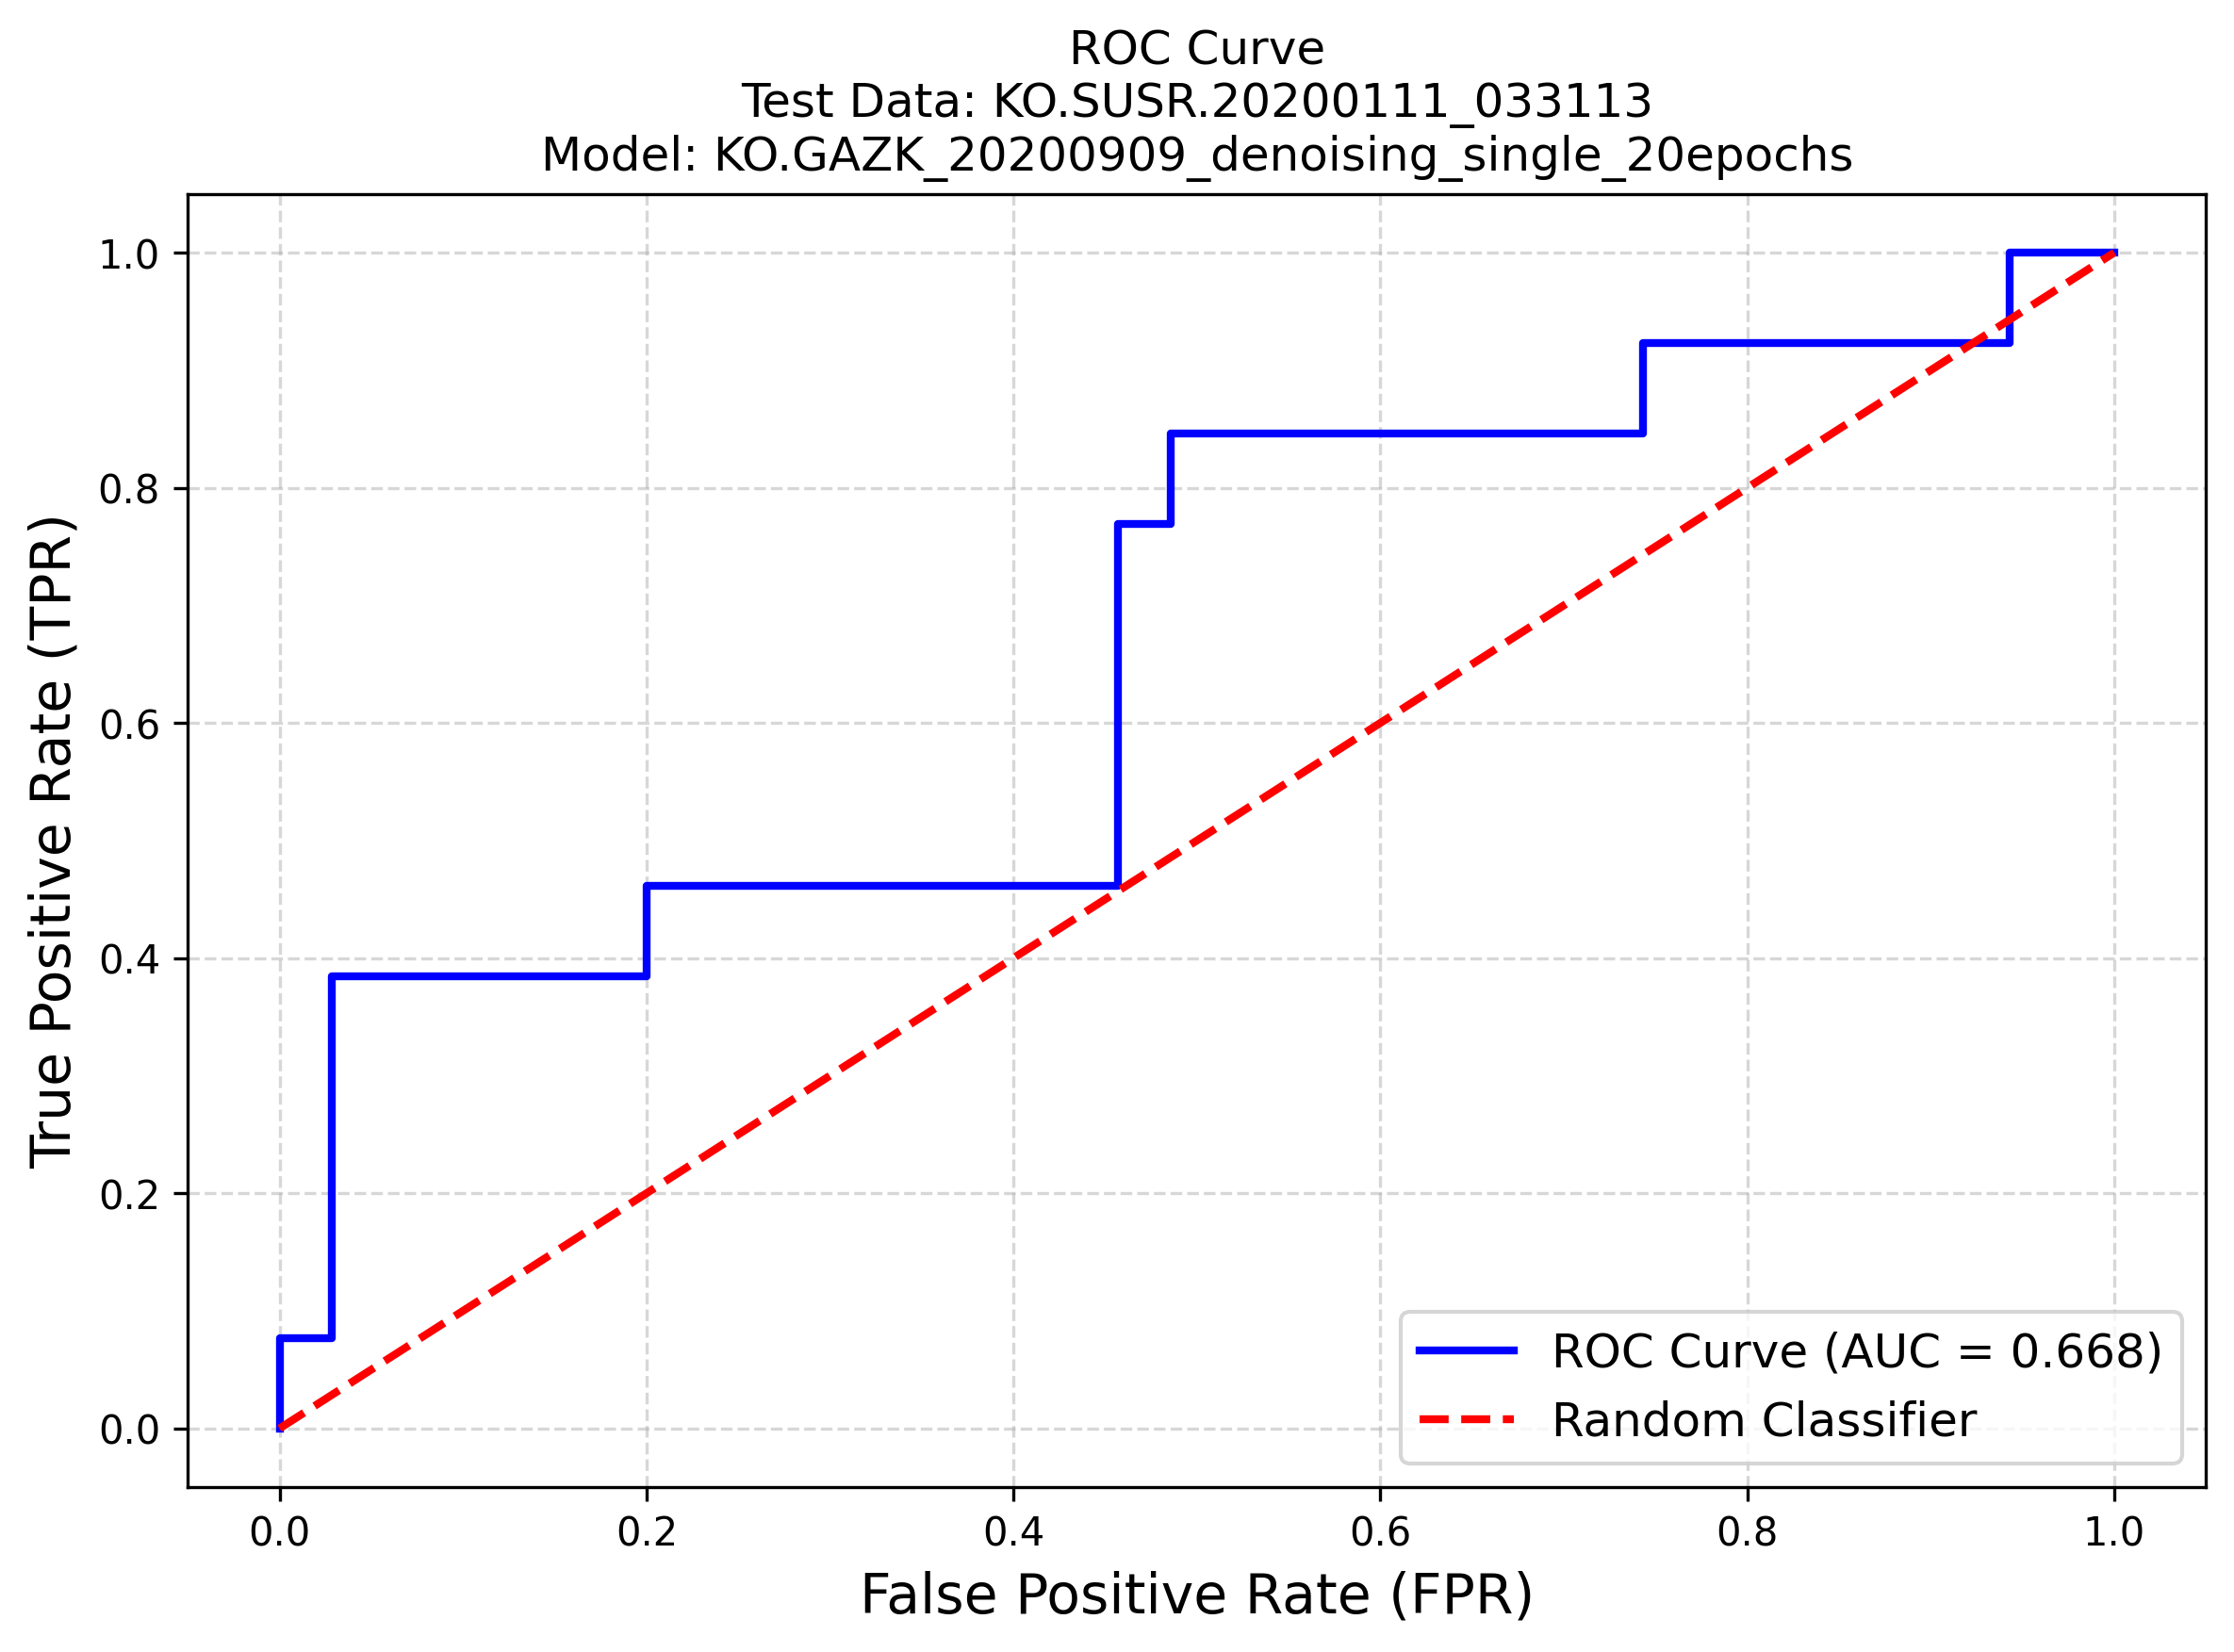 ROC Curve
Test Data: KO.SUSR.20200111_033113
Model: KO.GAZK_20200909_denoising_single_20epochs
True Positive Rate (TPR)
1.0
0.8
0.6
0.4
0.2
0.0
ROC Curve (AUC = 0.668)
Random Classifier
0.0 0.2 0.4 0.6 0.8 1.0
False Positive Rate (FPR)